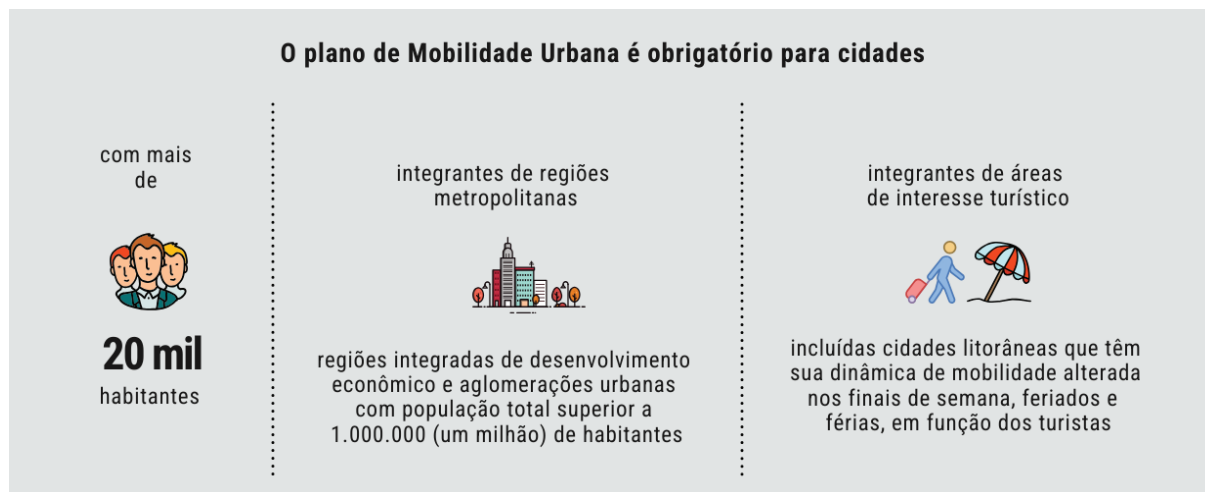 O plano de Mobilidade Urbana é obrigatório para cidades
com mais
de
20 mil
habitantes
integrantes de regiões
metropolitanas
regiões integradas de desenvolvimento
econômico e aglomerações urbanas
com população total superior a
1.000.000 (um milhão) de habitantes
integrantes de áreas
de interesse turístico
incluídas cidades litorâneas que têm
sua dinâmica de mobilidade alterada
nos finais de semana, feriados e
férias, em função dos turistas